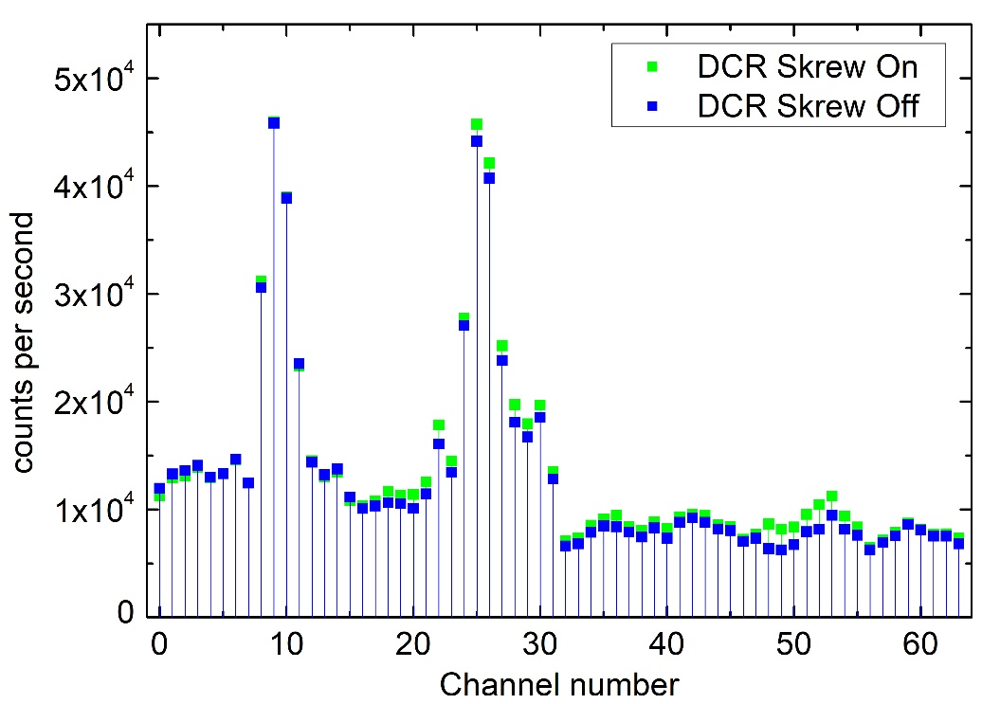 DCR Skrew On
DCR Skrew Off
5x10⁴
4x10⁴
3x10⁴
2x10⁴
1x10⁴
0
counts per second
0 10 20 30 40 50 60
Channel number